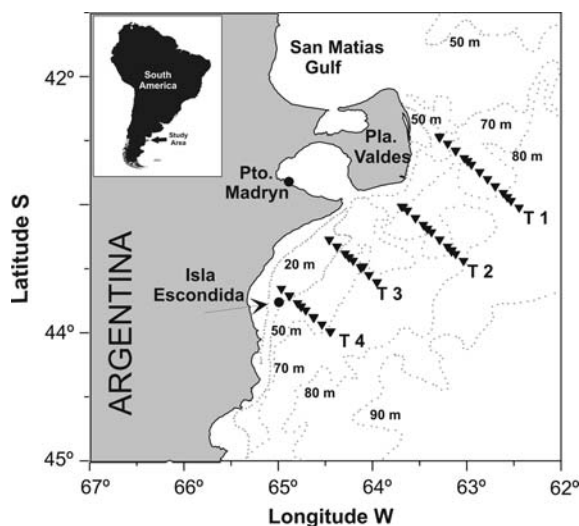 South
America
Study
Area
San Matias
Gulf
50 m
42º
50 m
70 m
Pla.
Valdes
80 m
Pto.
Madryn
43º
T 1
T 2
Latitude S
20 m
T 3
Isla
Escondida
50 m
T 4
44º
70 m
80 m
90 m
ARGENTINA
45º
67º
66º
65º
64º
63º
62º
Longitude W